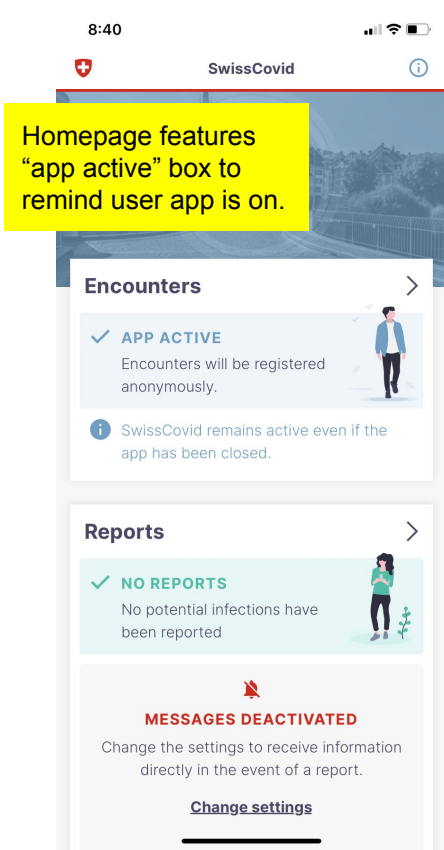 8:40
SwissCovid
Homepage features
“app active” box to
remind user app is on.
Encounters
APP ACTIVE
Encounters will be registered
anonymously.
SwissCovid remains active even if the
app has been closed.
Reports
NO REPORTS
No potential infections have
been reported
MESSAGES DEACTIVATED
Change the settings to receive information
directly in the event of a report.
Change settings